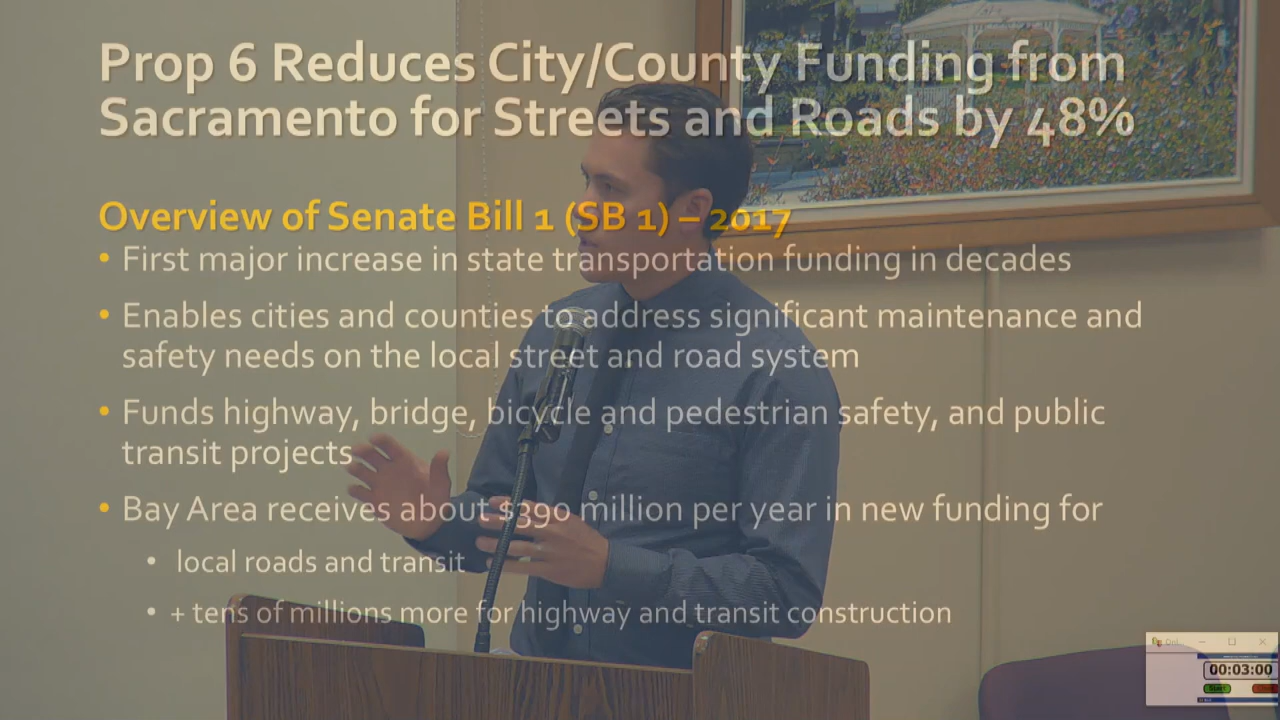 Prop 6 Reduces City/County Funding from
Sacramento for Streets and Roads by 48%
Overview of Senate Bill 1 (SB 1) – 2017
• First major increase in state transportation funding in decades
• Enables cities and counties to address significant maintenance and
safety needs on the local street and road system
• Funds highway, bridge, bicycle and pedestrian safety, and public
transit projects
• Bay Area receives about $390 million per year in new funding for
• local roads and transit
• + tens of millions more for highway and transit construction
00:03:00
Start